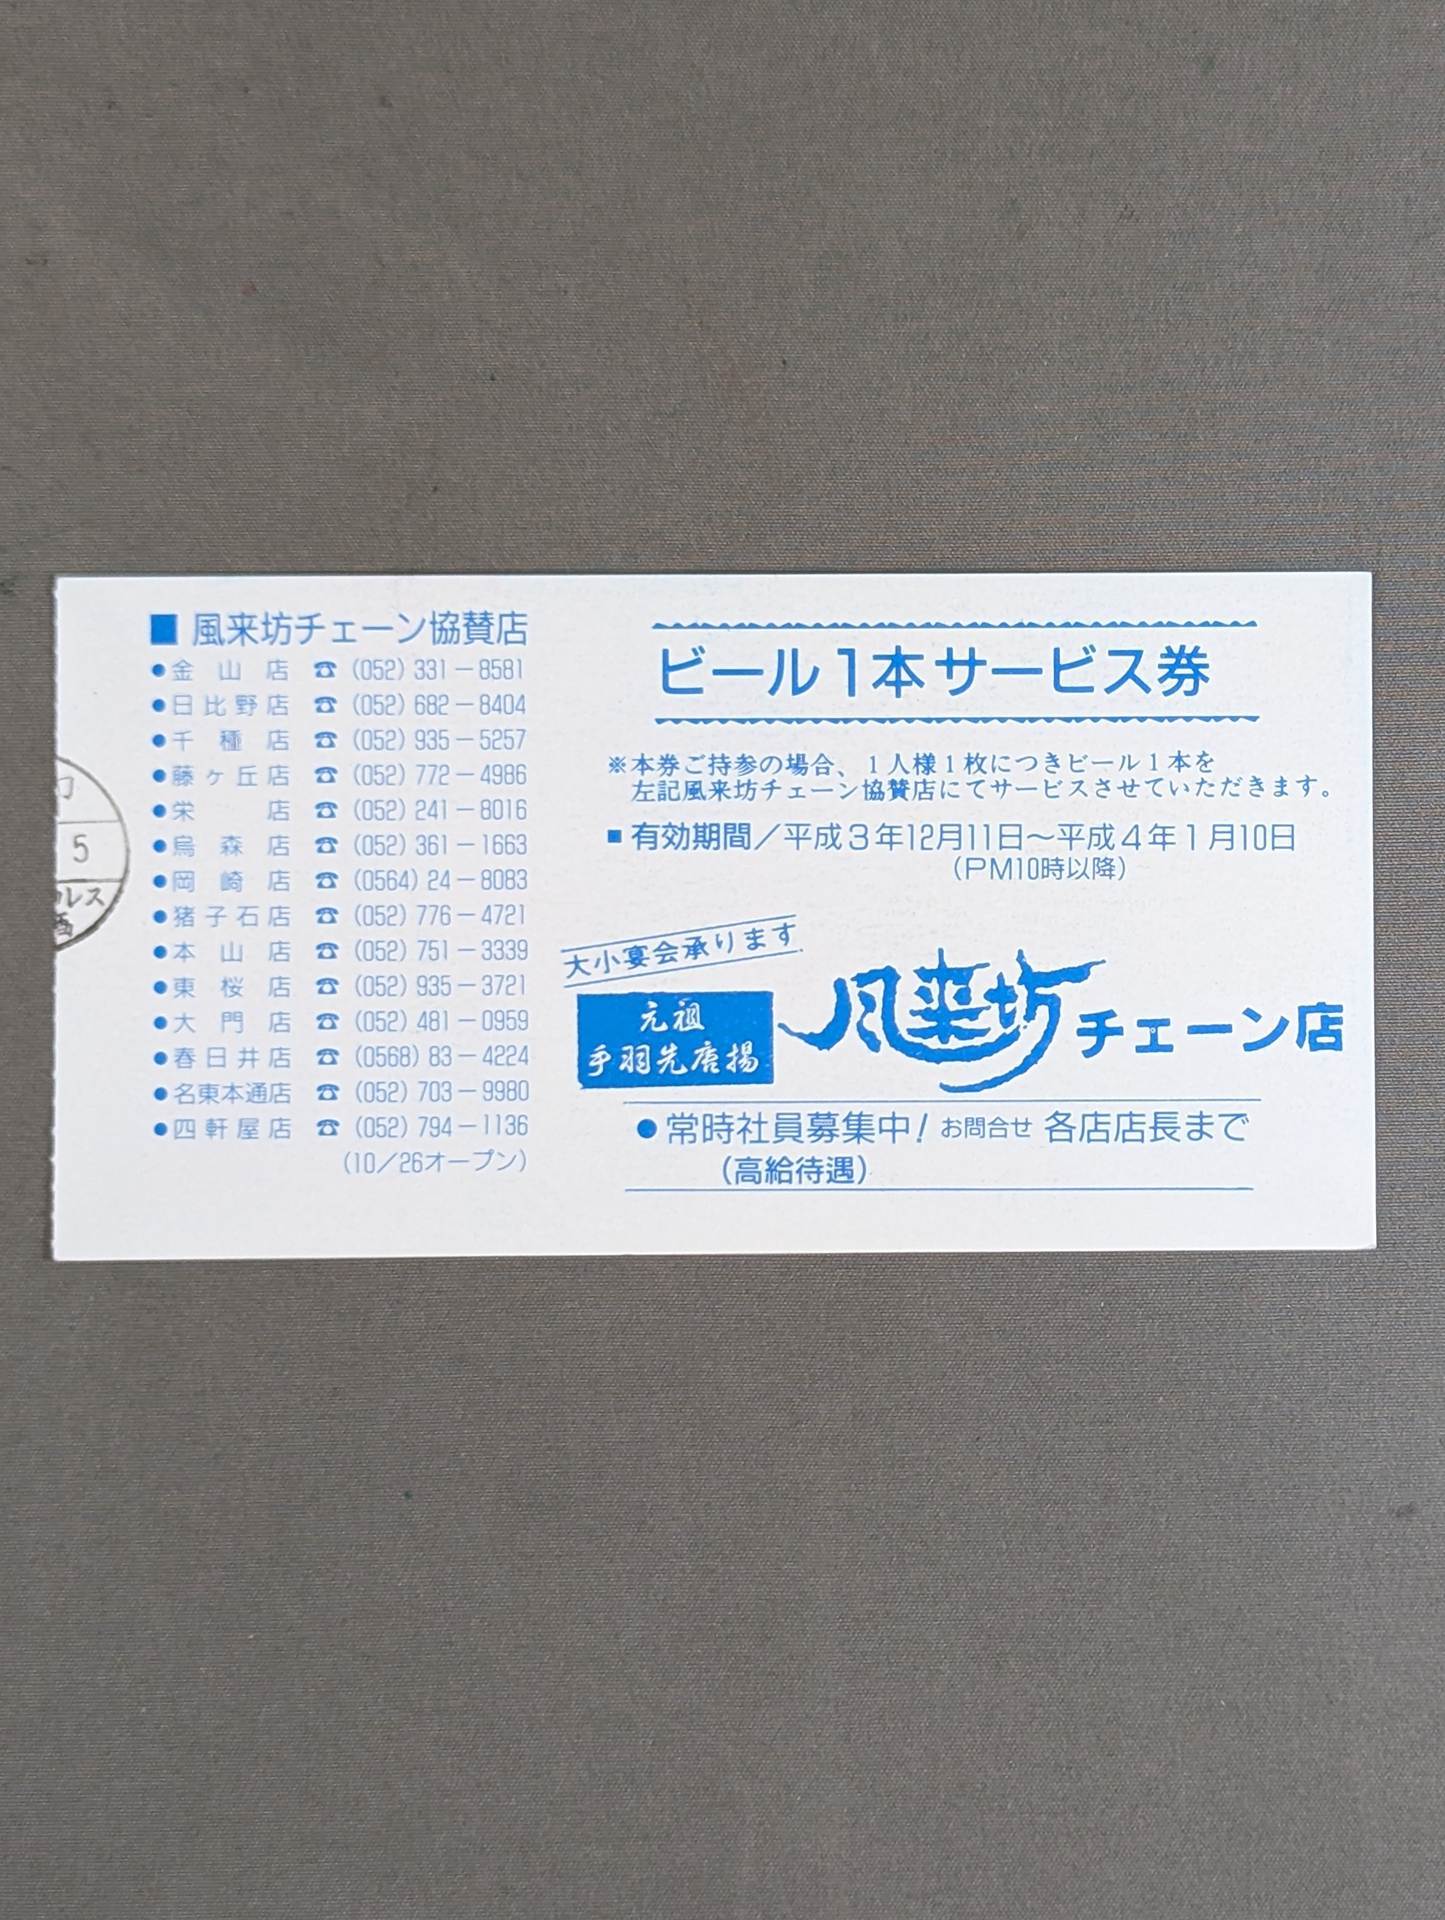 ■ 風来坊チェーン協賛店
●金山店 ☎ (052) 331－8581
●日比野店 ☎ (052) 682－8404
●千種店 ☎ (052) 935－5257
●藤ヶ丘店 ☎ (052) 772－4986
●栄店 ☎ (052) 241－8016
●烏森店 ☎ (052) 361－1663
●岡崎店 ☎ (0564) 24－8083
●猪子石店 ☎ (052) 776－4721
●本山店 ☎ (052) 751－3339
●東桜店 ☎ (052) 935－3721
●大門店 ☎ (052) 481－0959
●春日井店 ☎ (0568) 83－4224
●名東本通店 ☎ (052) 703－9980
●四軒屋店 ☎ (052) 794－1136
(10／26オープン)
ビール1本サービス券
※本券ご持参の場合、1人様1枚につきビール1本を
左記風来坊チェーン協賛店にてサービスさせていただきます。
■有効期間／平成3年12月11日～平成4年1月10日
(PM10時以降)
大小宴会承ります
元祖
手羽先唐揚
風来坊チェーン店
●常時社員募集中！お問合せ 各店店長まで
(高給待遇)
5
ルス